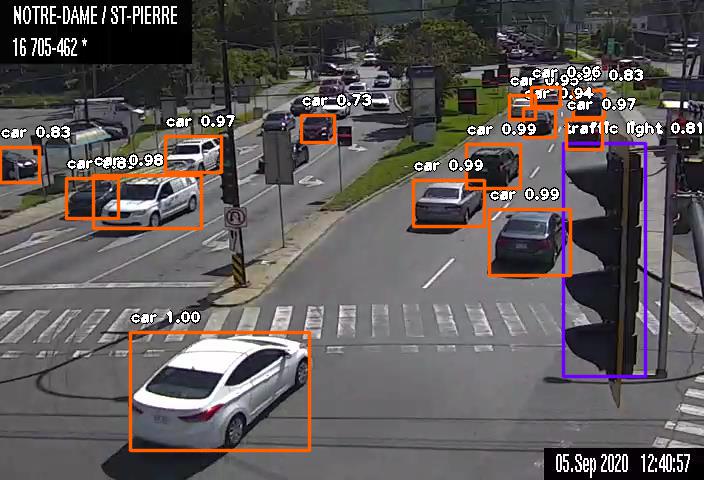 NOTRE-DAME / ST-PIERRE
16 705-462 *
car 0.96
0.83
car 0.94
car 0.73
car 0.97
car 0.97
traffic light 0.81
car 0.83
car 0.99
0.98
car 0.99
car 0.99
car 1.00
05.Sep 2020 12:40:57